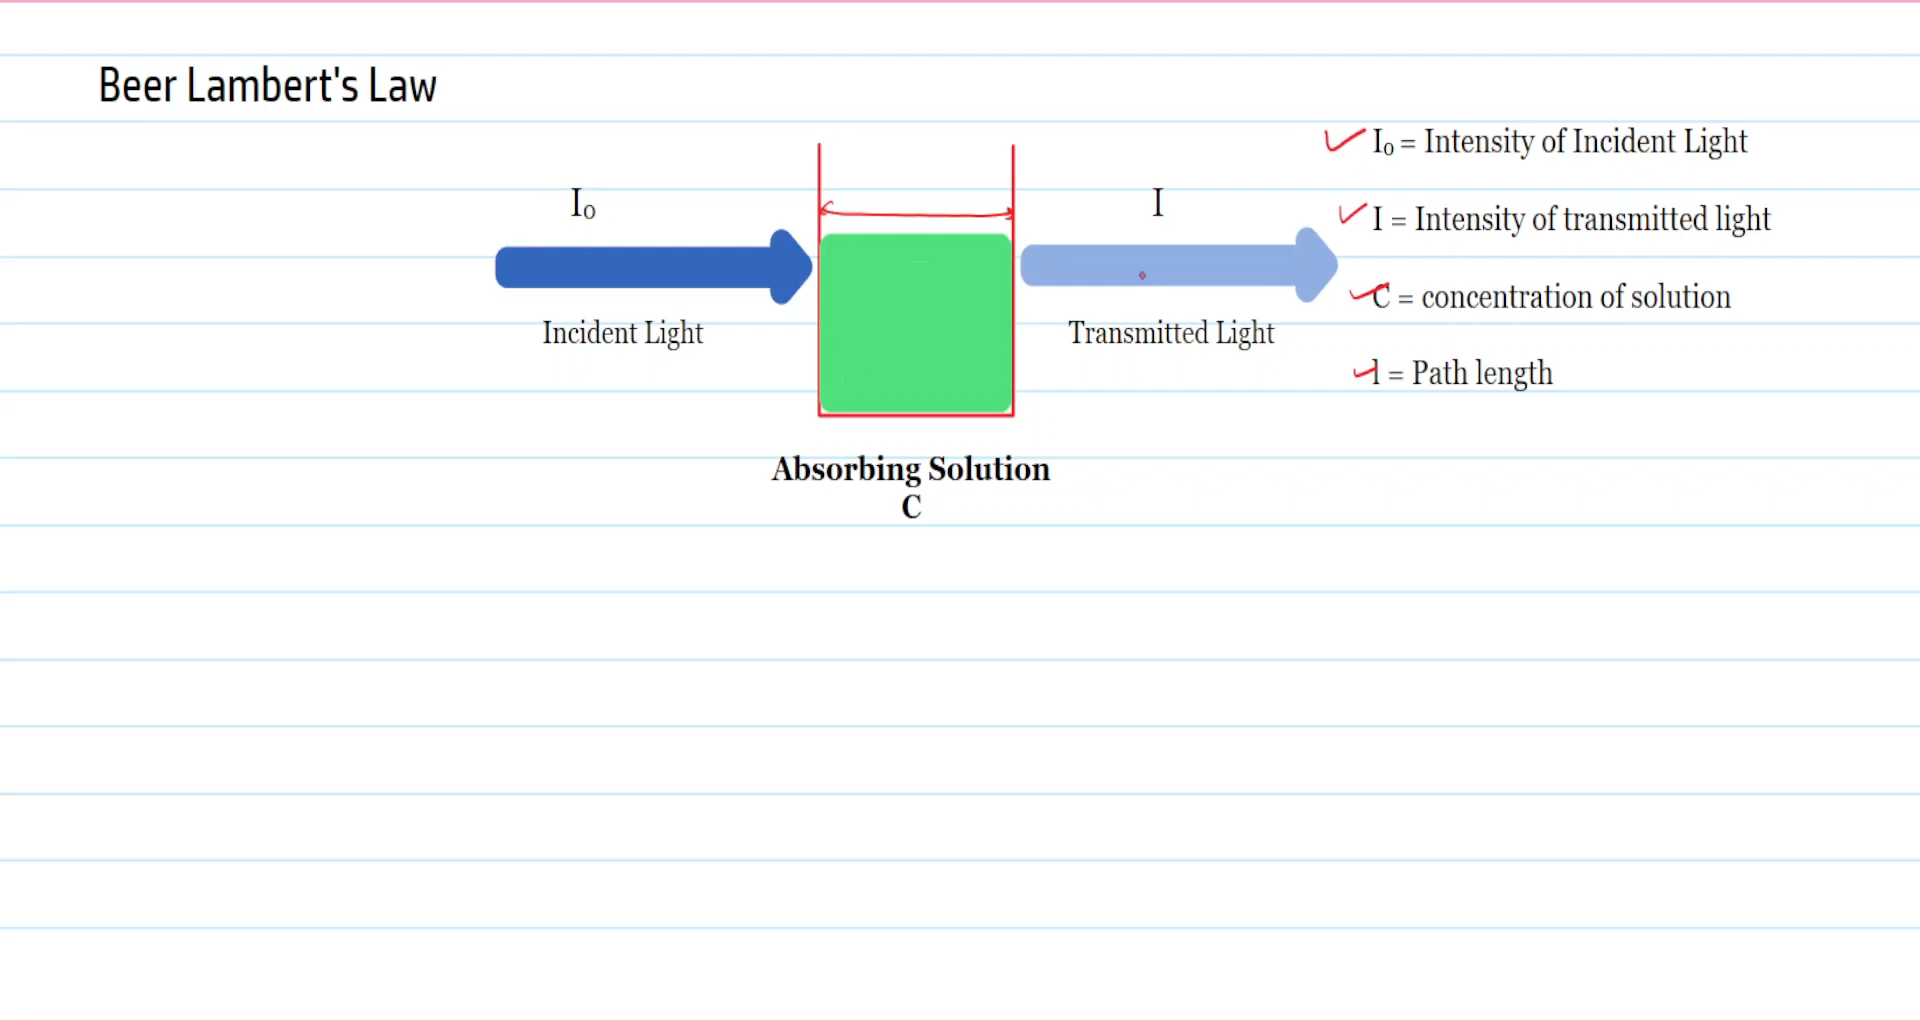 Beer Lambert's Law
I₀ = Intensity of Incident Light
I₀
I
I = Intensity of transmitted light
C = concentration of solution
Incident Light
Transmitted Light
l = Path length
Absorbing Solution
C